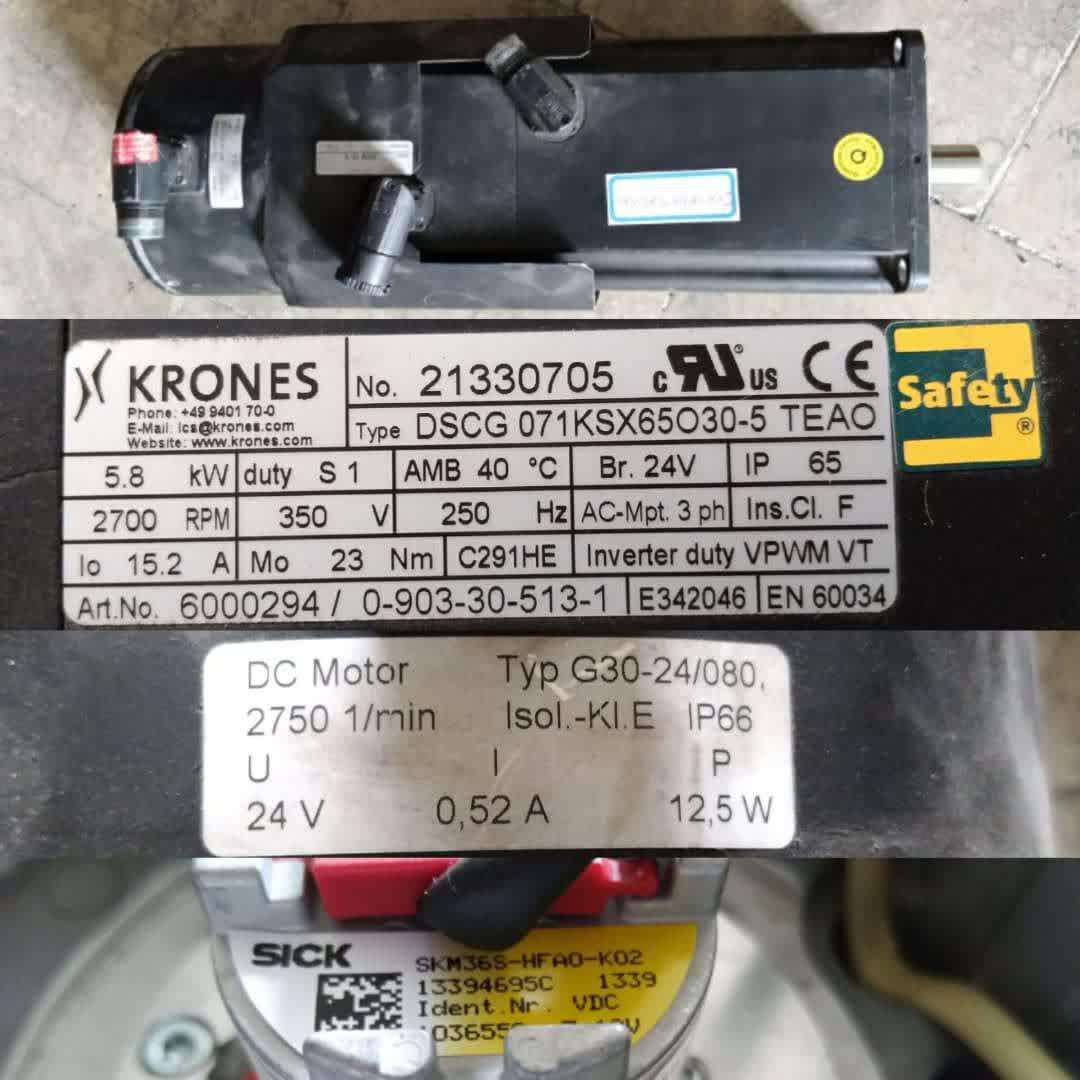 KRONES
Phone: +49 9401 70-0
E-Mail: lcs@krones.com
Website: www.krones.com
No. 21330705 c RU US CE
Type DSCG 071KSX65O30-5 TEAO
5.8 kW duty S 1 AMB 40 °C Br. 24V IP 65
2700 RPM 350 V 250 Hz AC-Mpt. 3 ph Ins.Cl. F
Io 15.2 A Mo 23 Nm C291HE Inverter duty VPWM VT
Art.No. 6000294 / 0-903-30-513-1 E342046 EN 60034
Safety®
DC Motor Typ G30-24/080,
2750 1/min Isol.-Kl.E IP66
U I P
24 V 0,52 A 12,5 W
SICK
SKM36S-HFA0-K02
13394695C 1339
Ident.Nr. VDC